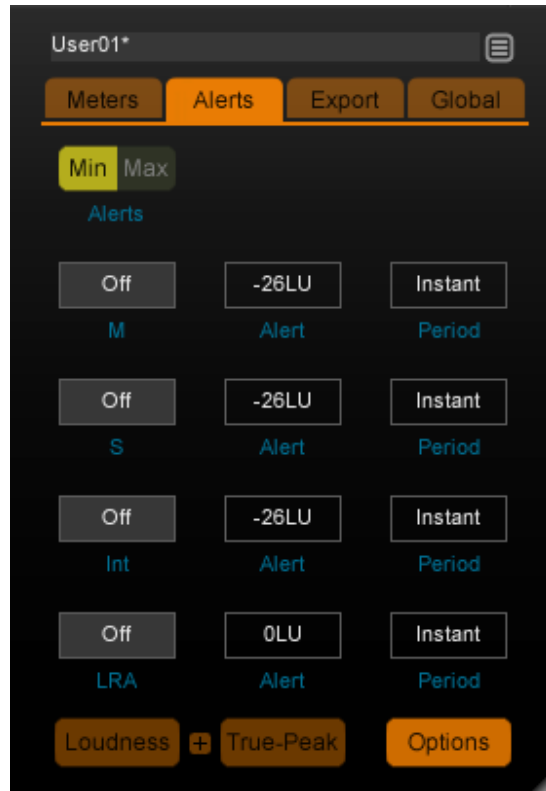 User01*
Meters Alerts Export Global
Min Max
Alerts
Off -26LU Instant
M Alert Period
Off -26LU Instant
S Alert Period
Off -26LU Instant
Int Alert Period
Off 0LU Instant
LRA Alert Period
Loudness + True-Peak Options